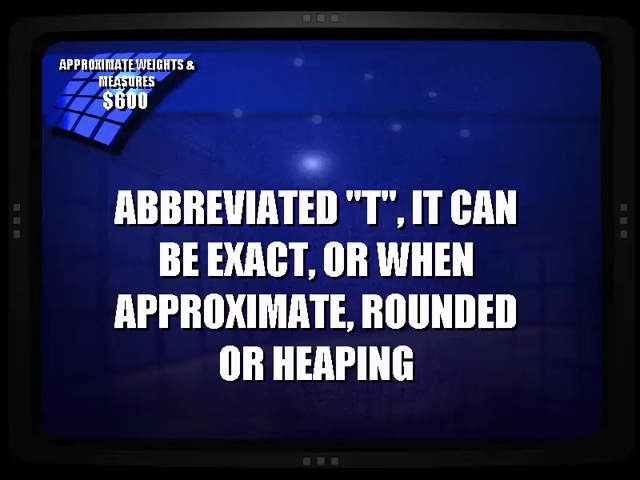 APPROXIMATE WEIGHTS &
MEASURES
$600
ABBREVIATED "T", IT CAN
BE EXACT, OR WHEN
APPROXIMATE, ROUNDED
OR HEAPING